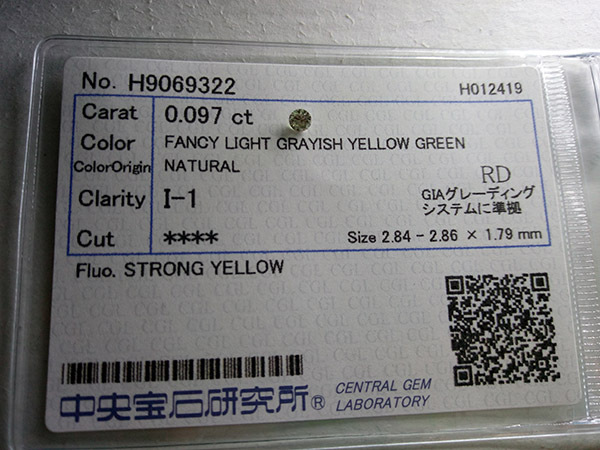 No. H9069322 H012419
Carat 0.097 ct
Color FANCY LIGHT GRAYISH YELLOW GREEN
ColorOrigin NATURAL
RD
Clarity I-1 GIAグレーディング
システムに準拠
Cut **** Size 2.84 - 2.86 × 1.79 mm
Fluo. STRONG YELLOW
中央宝石研究所® CENTRAL GEM
LABORATORY